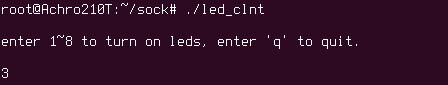 root@Achro210T:~/sock# ./led_clnt
enter 1~8 to turn on leds, enter 'q' to quit.
3